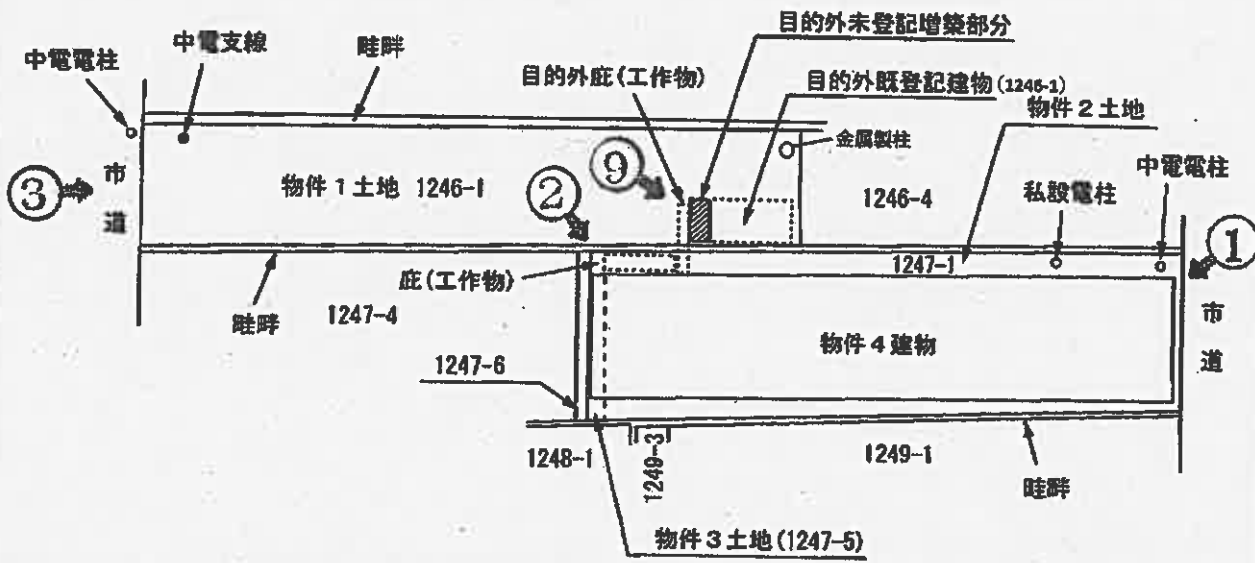 目的外未登記増築部分
中電支線
畦畔
中電電柱
目的外庇(工作物)
目的外既登記建物(1246-1)
物件2土地
金属製柱
中電電柱
⑨
③
市道
物件1土地 1246-1
②
1246-4
私設電柱
①
1247-1
庇(工作物)
畦畔
1247-4
市道
物件4建物
1247-6
1248-1
1249-3
1249-1
畦畔
物件3土地(1247-5)